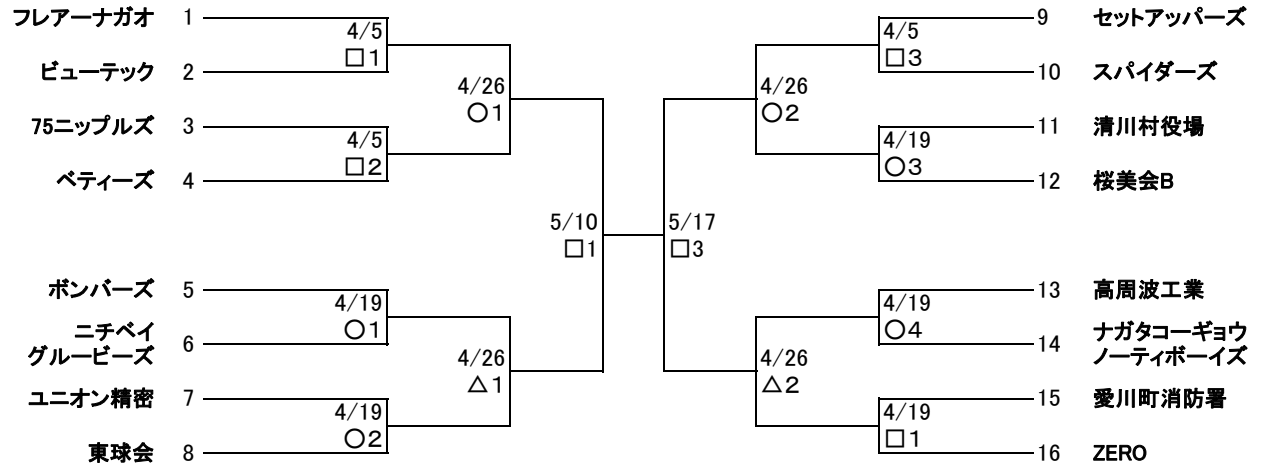 フレアーナガオ 1
4/5
□1
ビューテック 2
4/26
○1
75ニップルズ 3
4/5
□2
ベティーズ 4
5/10
□1
ボンバーズ 5
4/19
○1
ニチベイ
グルービーズ 6
4/26
△1
ユニオン精密 7
4/19
○2
東球会 8
9 セットアッパーズ
4/5
□3
10 スパイダーズ
4/26
○2
11 清川村役場
4/19
○3
12 桜美会B
5/17
□3
13 高周波工業
4/19
○4
14 ナガタコーギョウ
ノーティボーイズ
4/26
△2
15 愛川町消防署
4/19
□1
16 ZERO